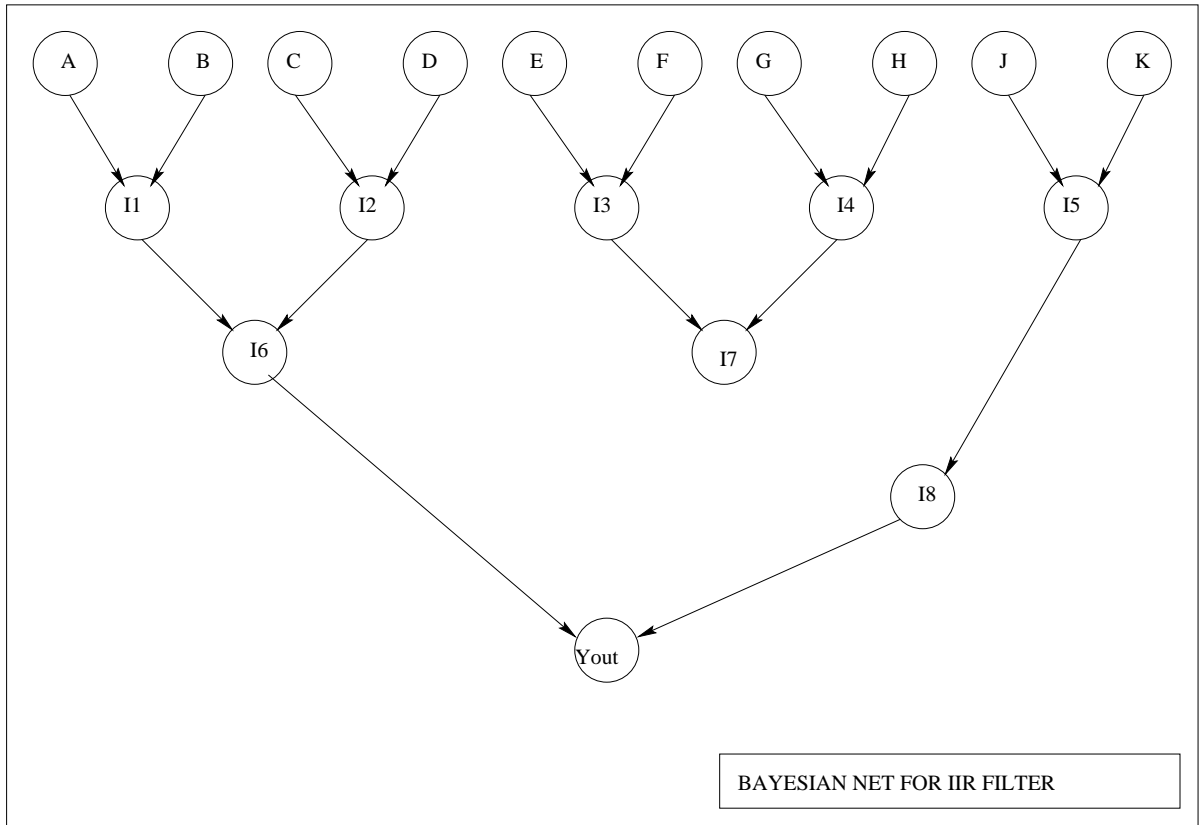 A B C D E F G H J K
I1 I2 I3 I4 I5
I6 I7
I8
Yout
BAYESIAN NET FOR IIR FILTER